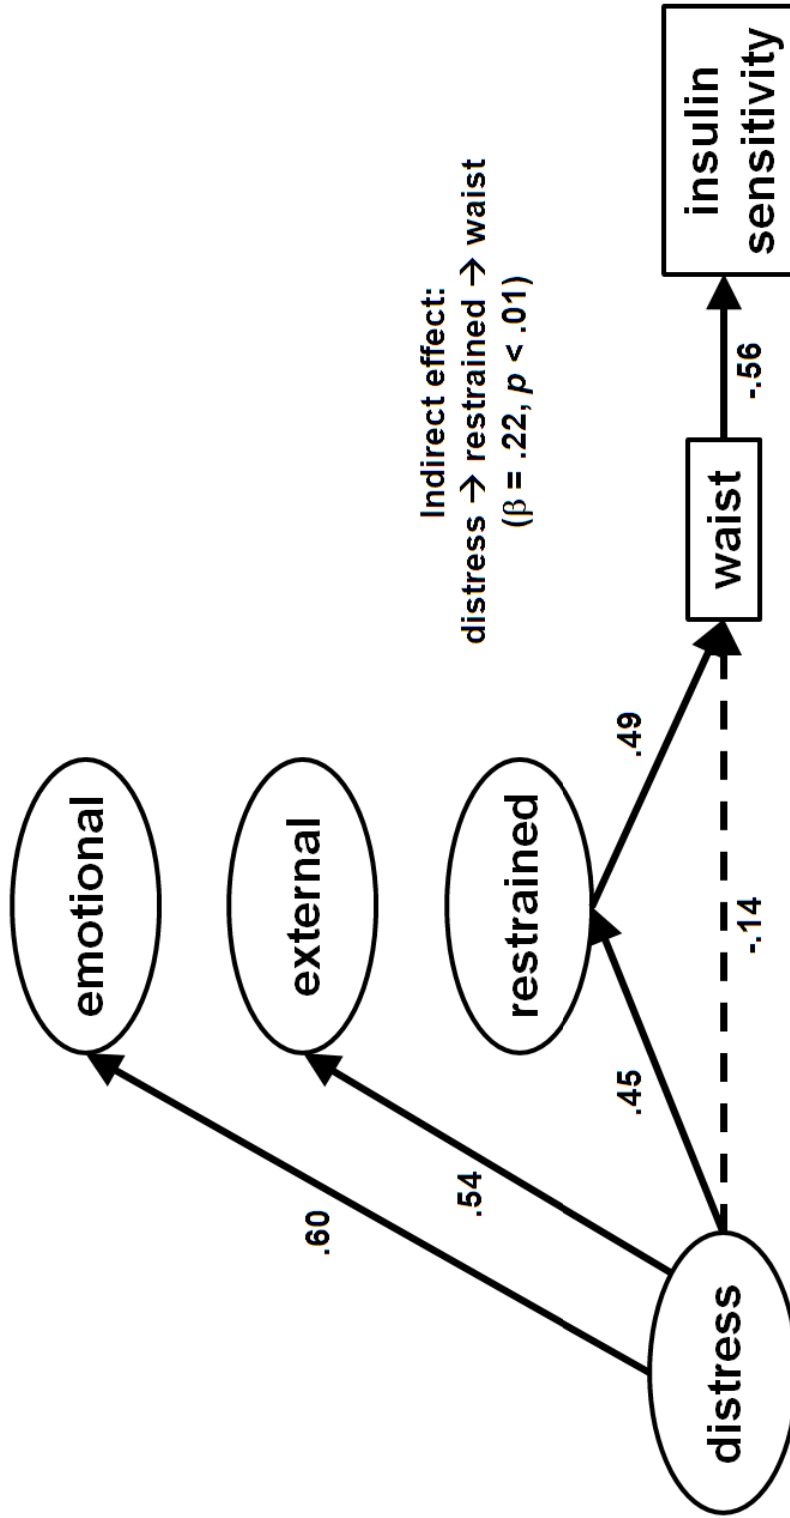 emotional
.60
external
.54
restrained
.45
.49
Indirect effect:
distress → restrained → waist
(β = .22, p < .01)
distress
-.14
waist
-.56
insulin
sensitivity